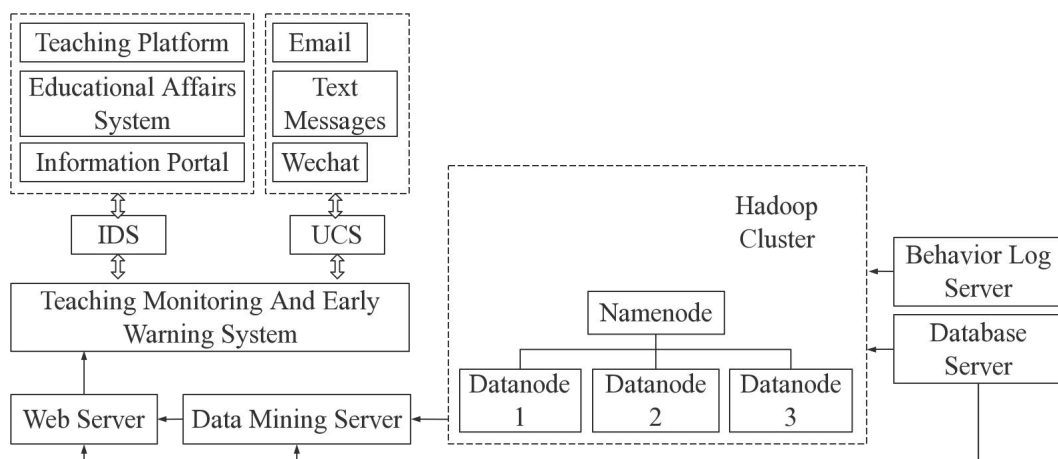 Teaching Platform
Educational Affairs
System
Information Portal
Email
Text
Messages
Wechat
IDS
UCS
Teaching Monitoring And Early
Warning System
Web Server
Data Mining Server
Hadoop
Cluster
Namenode
Datanode
1
Datanode
2
Datanode
3
Behavior Log
Server
Database
Server